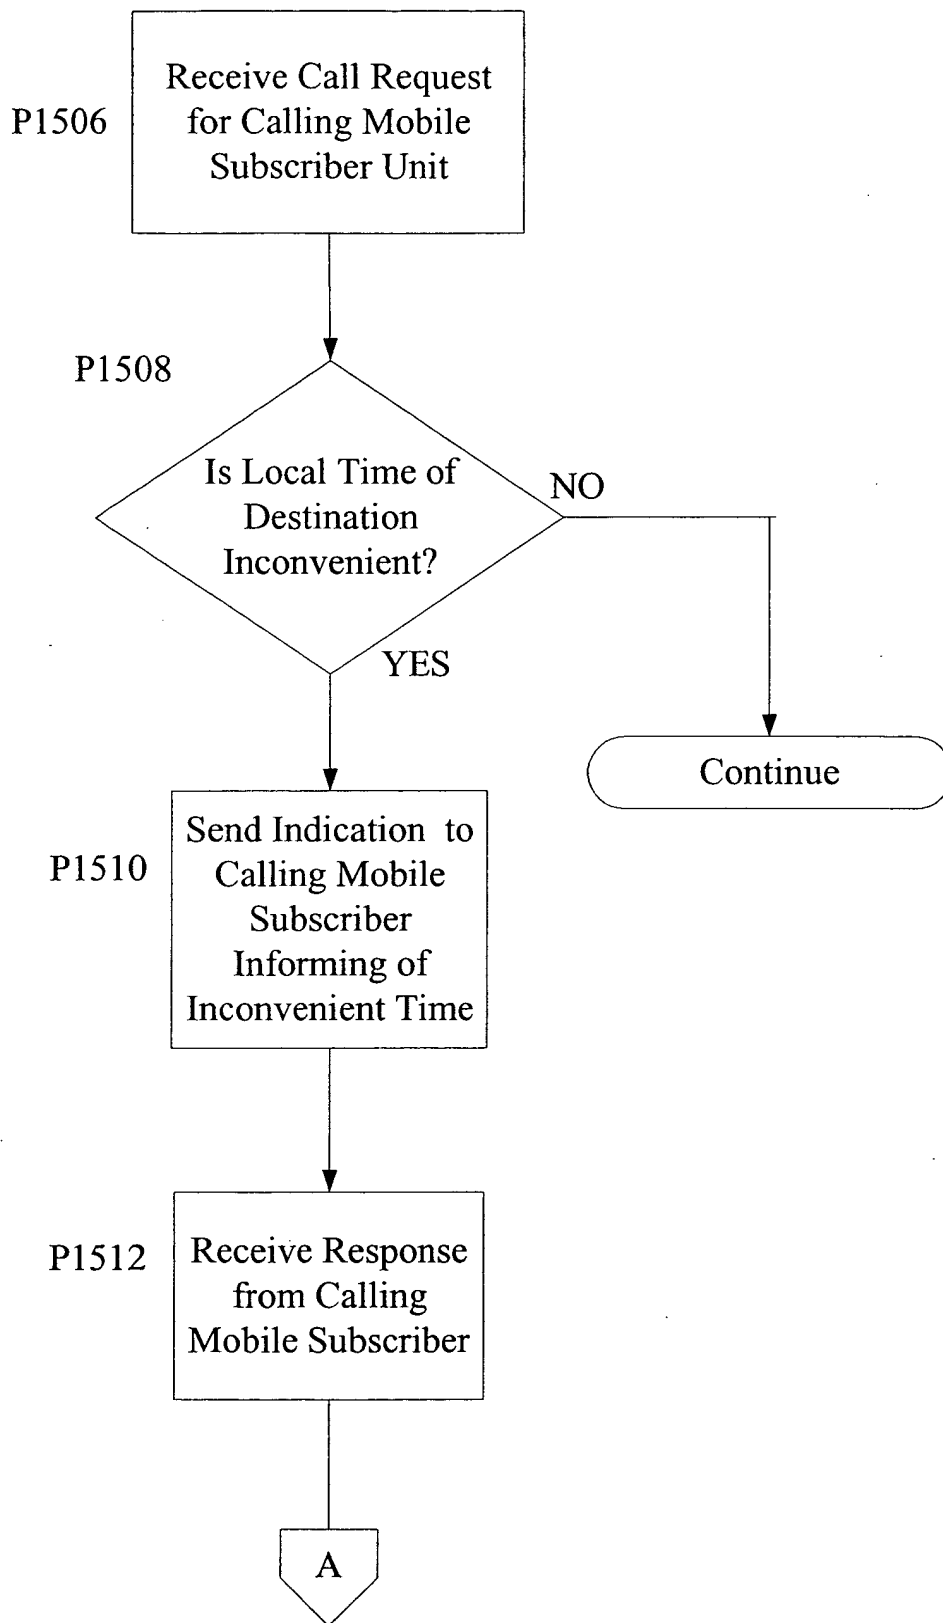 P1506
Receive Call Request
for Calling Mobile
Subscriber Unit
P1508
Is Local Time of
Destination
Inconvenient?
NO
YES
Continue
P1510
Send Indication to
Calling Mobile
Subscriber
Informing of
Inconvenient Time
P1512
Receive Response
from Calling
Mobile Subscriber
A